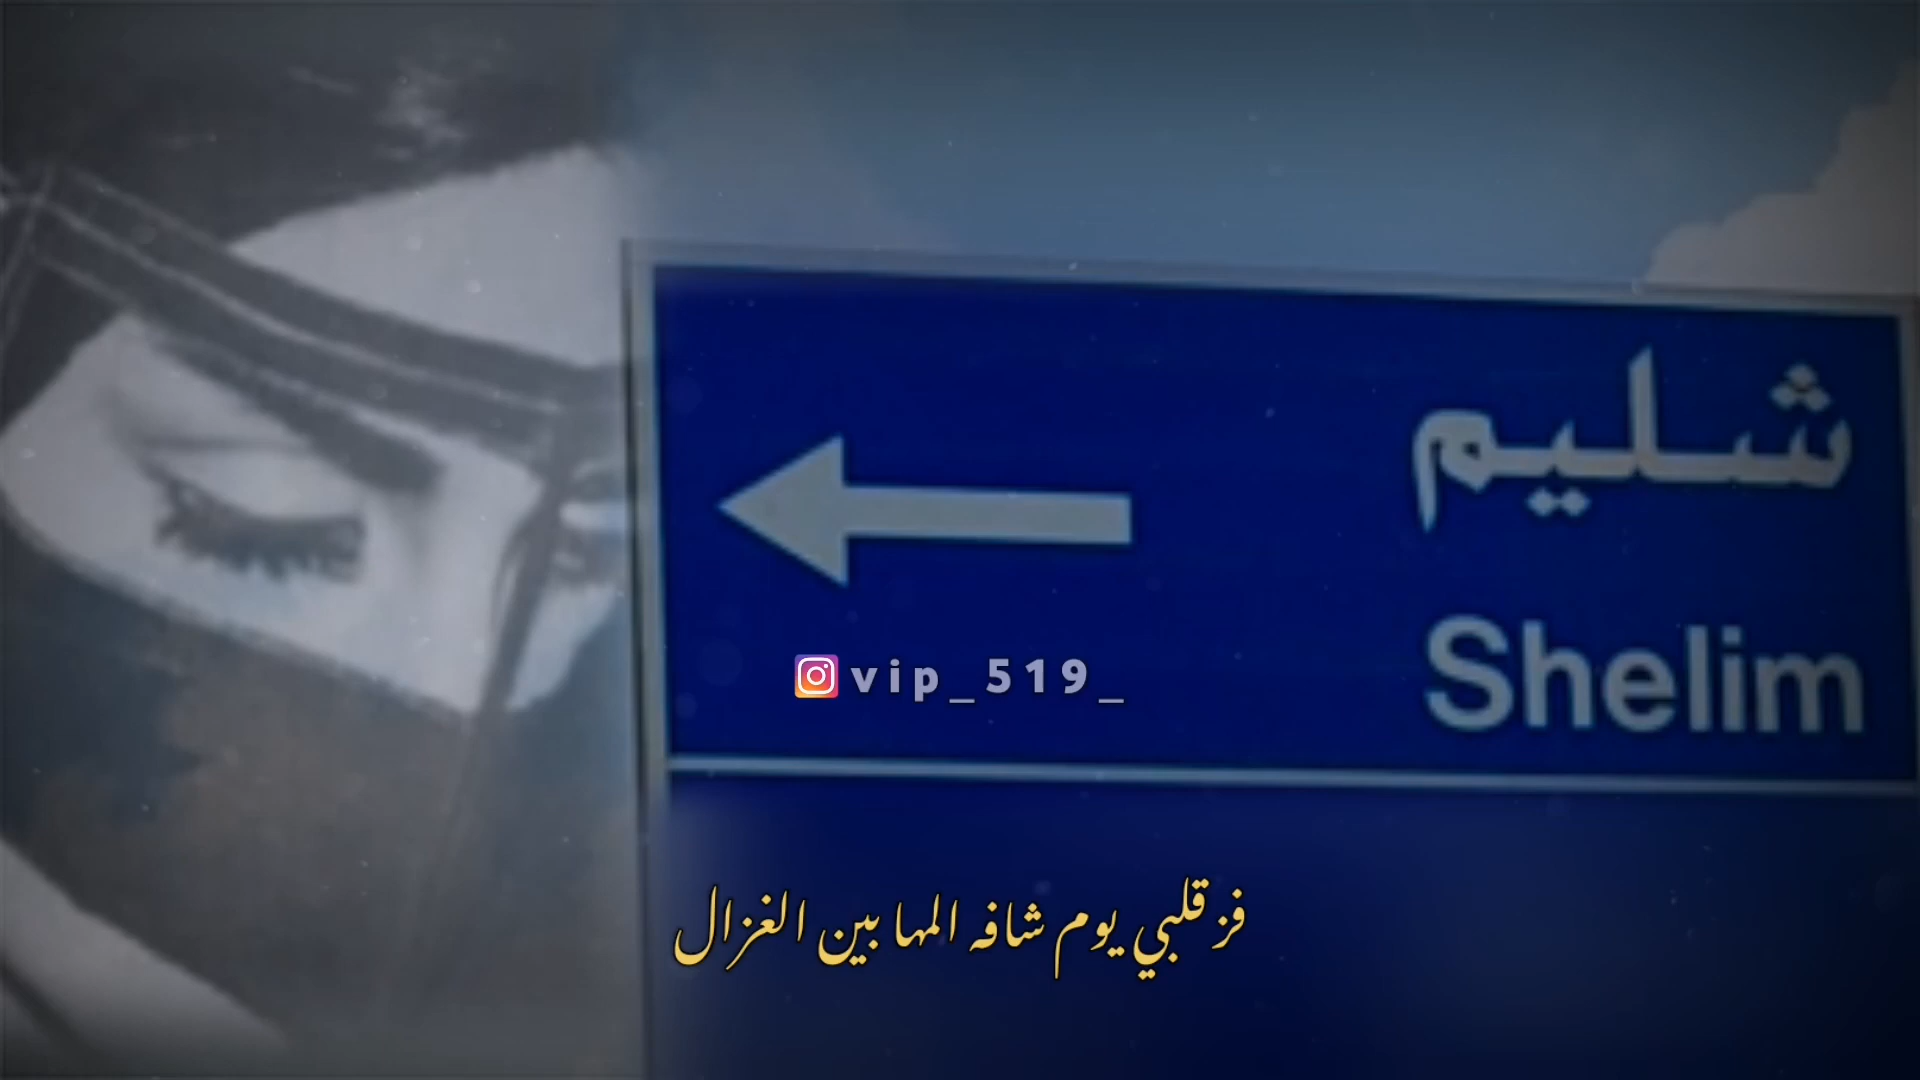 شليم
Shelim
vip_519_
فز قلبي يوم شافه المها بين الغزال